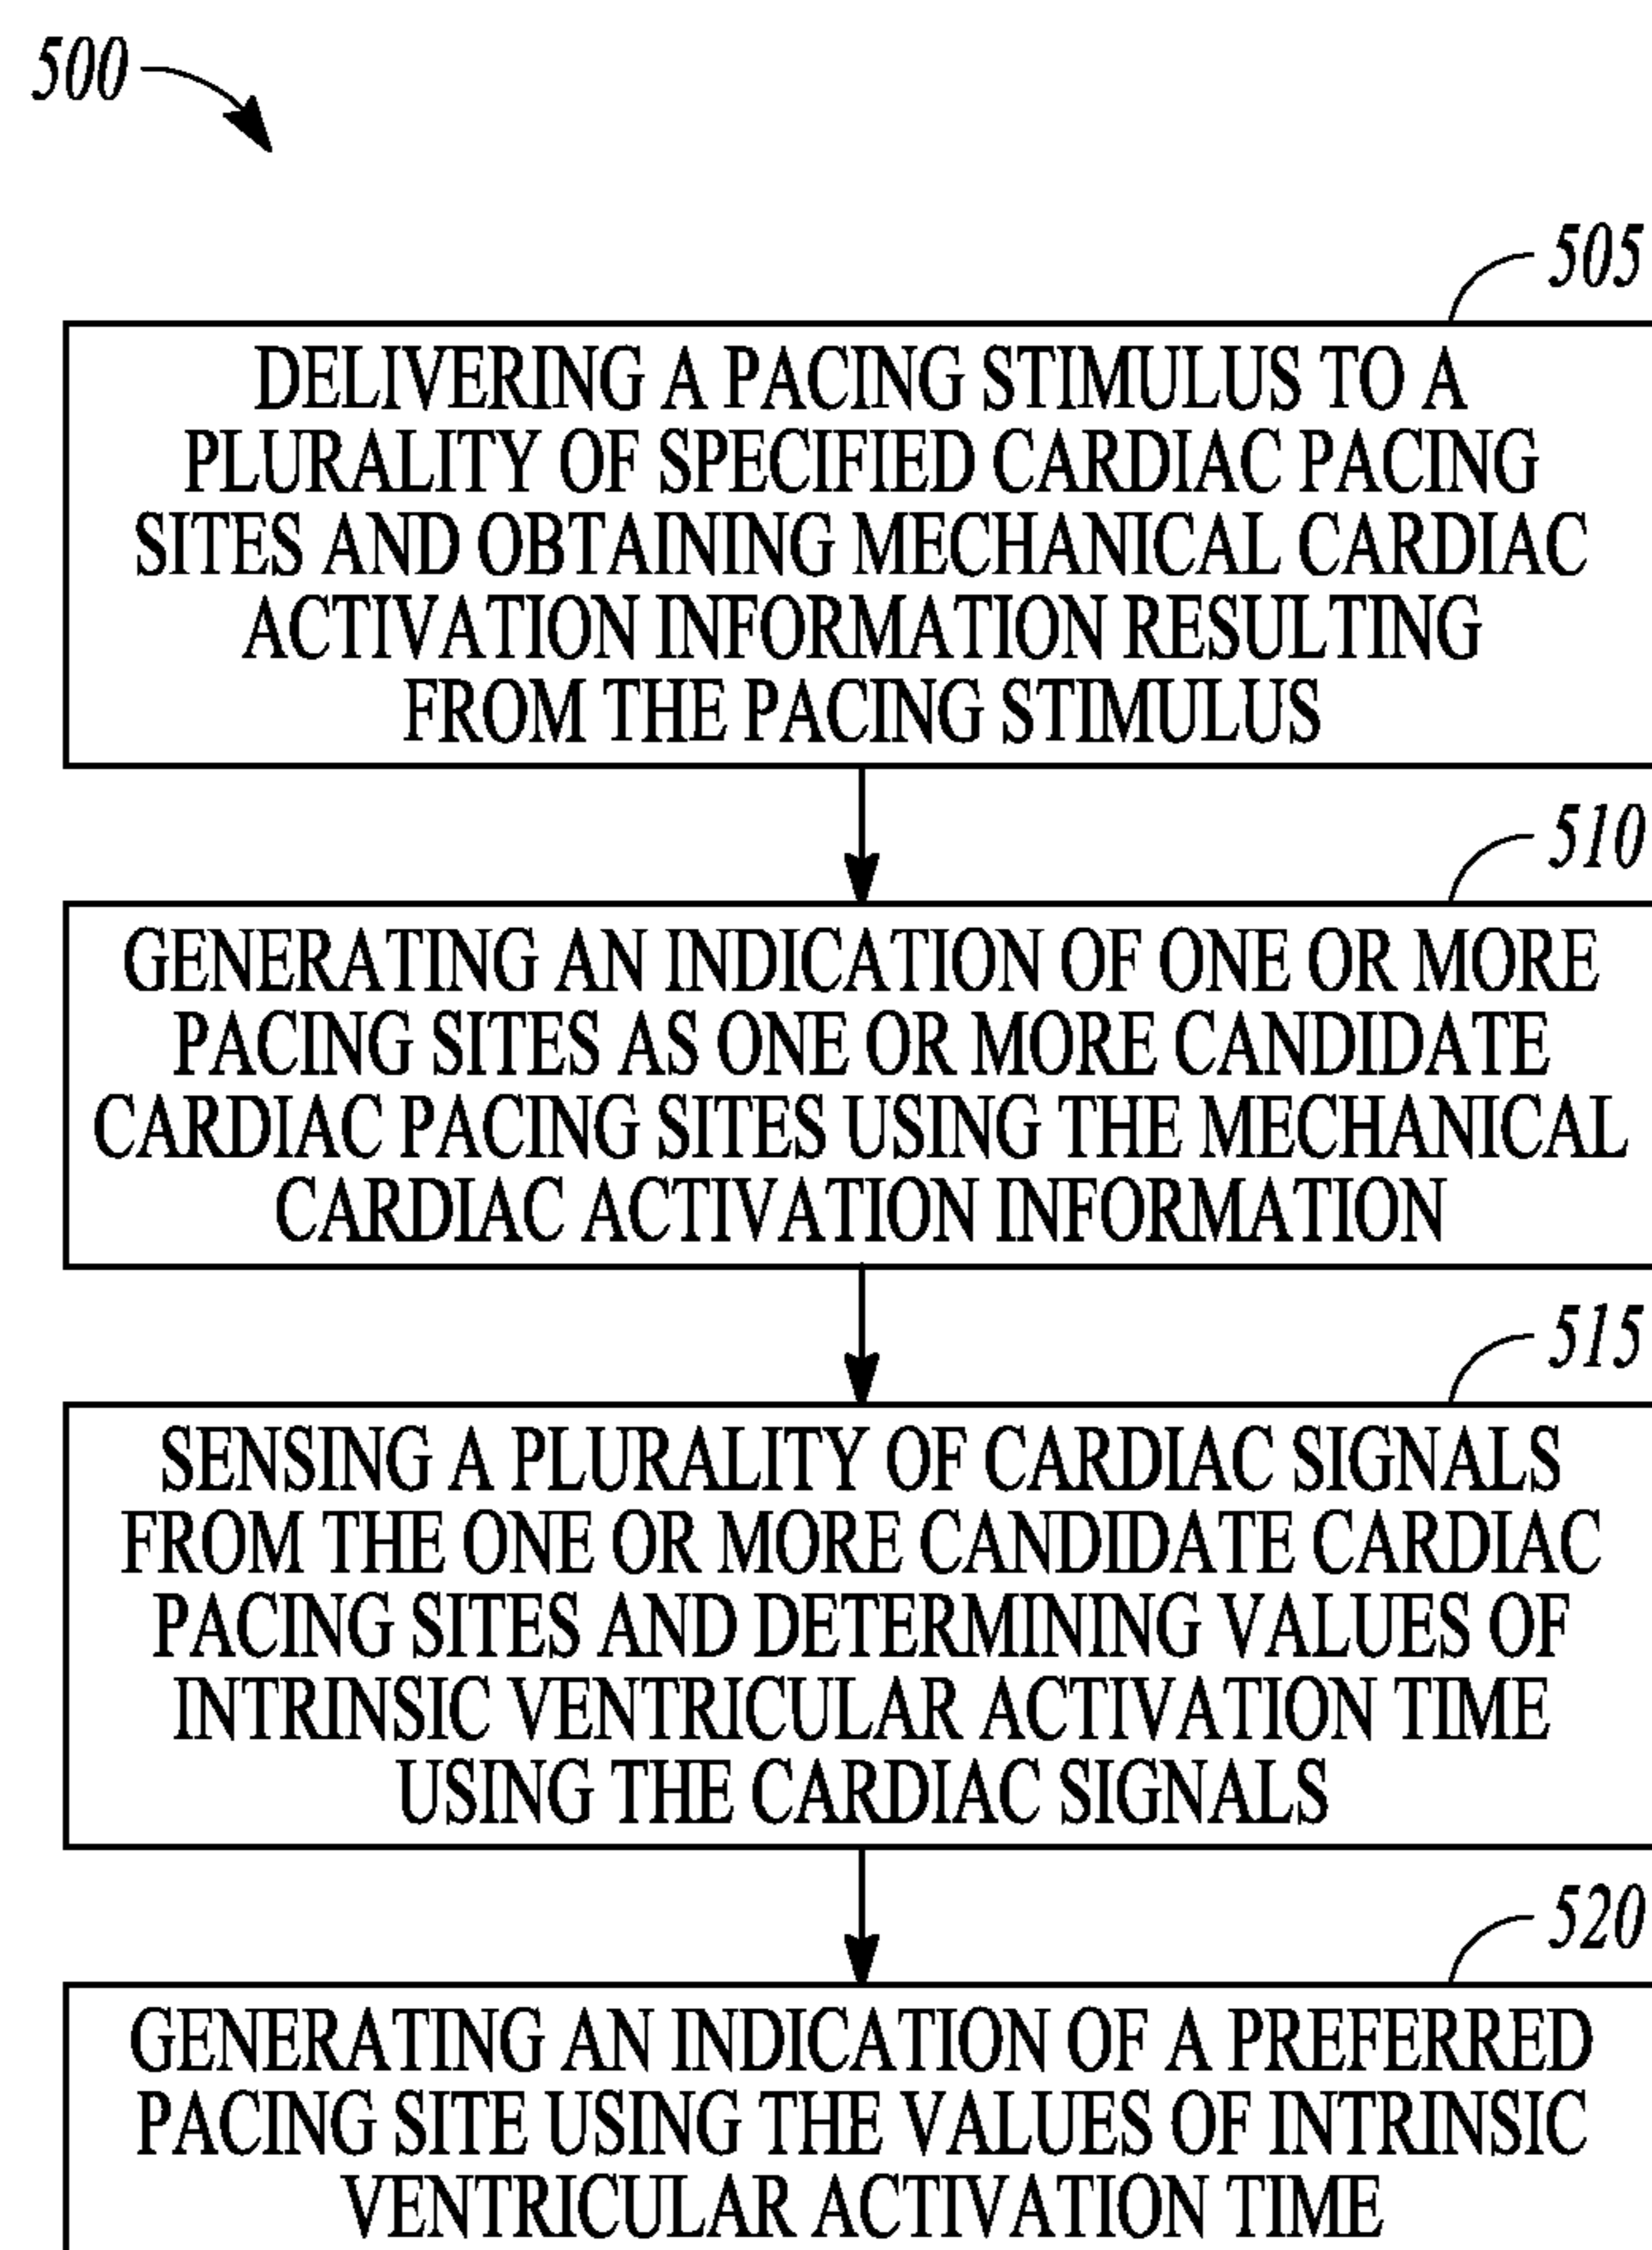 500
505
DELIVERING A PACING STIMULUS TO A
PLURALITY OF SPECIFIED CARDIAC PACING
SITES AND OBTAINING MECHANICAL CARDIAC
ACTIVATION INFORMATION RESULTING
FROM THE PACING STIMULUS
510
GENERATING AN INDICATION OF ONE OR MORE
PACING SITES AS ONE OR MORE CANDIDATE
CARDIAC PACING SITES USING THE MECHANICAL
CARDIAC ACTIVATION INFORMATION
515
SENSING A PLURALITY OF CARDIAC SIGNALS
FROM THE ONE OR MORE CANDIDATE CARDIAC
PACING SITES AND DETERMINING VALUES OF
INTRINSIC VENTRICULAR ACTIVATION TIME
USING THE CARDIAC SIGNALS
520
GENERATING AN INDICATION OF A PREFERRED
PACING SITE USING THE VALUES OF INTRINSIC
VENTRICULAR ACTIVATION TIME